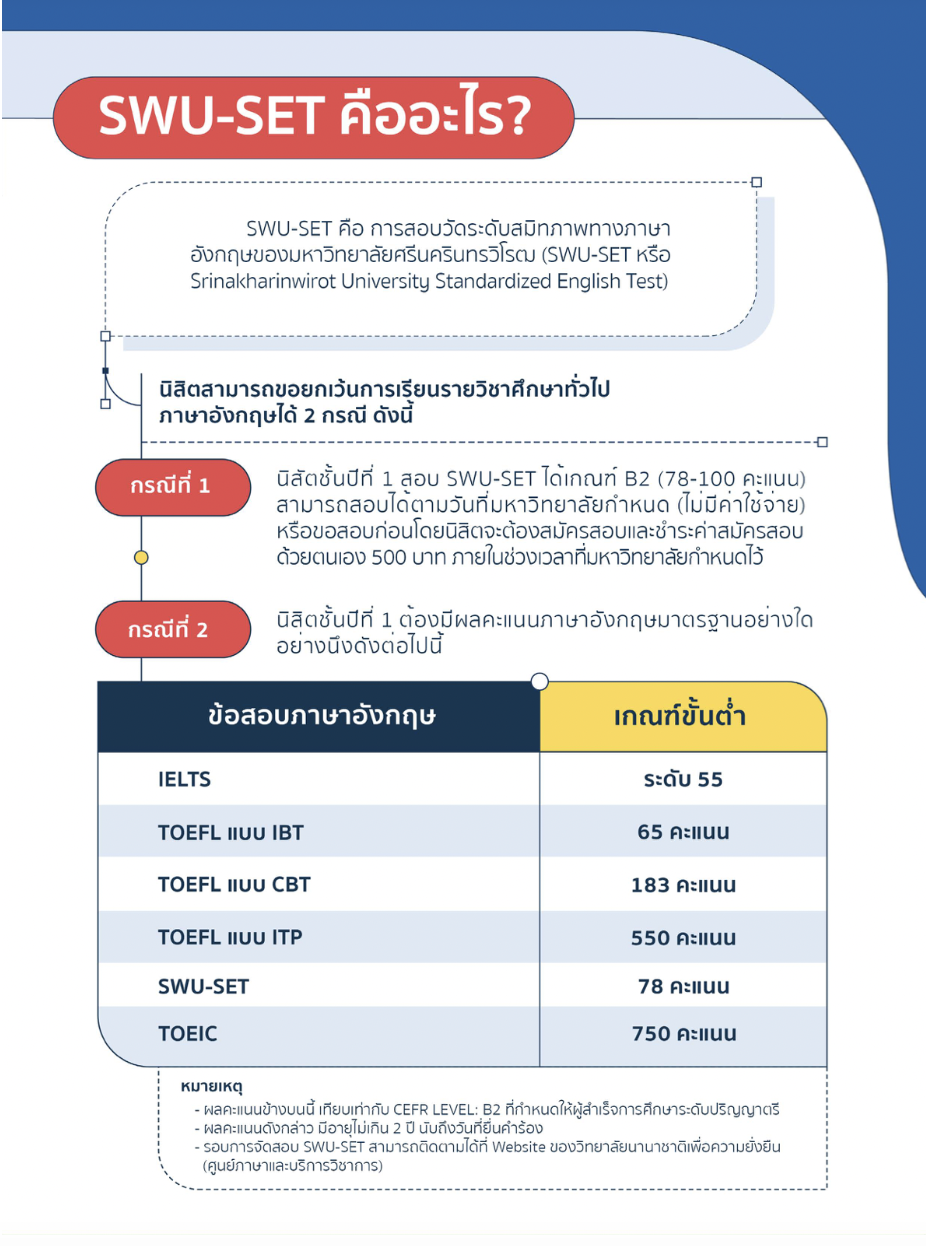 SWU-SET คืออะไร?
SWU-SET คือ การสอบวัดระดับสมิทภาพทางภาษา
อังกฤษของมหาวิทยาลัยศรีนครินทรวิโรฒ (SWU-SET หรือ
Srinakharinwirot University Standardized English Test)
นิสิตสามารถขอยกเว้นการเรียนรายวิชาศึกษาทั่วไป
ภาษาอังกฤษได้ 2 กรณี ดังนี้
กรณีที่ 1
นิสัตชั้นปีที่ 1 สอบ SWU-SET ได้เกณฑ์ B2 (78-100 คะแนน)
สามารถสอบได้ตามวันที่มหาวิทยาลัยกำหนด (ไม่มีค่าใช้จ่าย)
หรือขอสอบก่อนโดยนิสิตจะต้องสมัครสอบและชำระค่าสมัครสอบ
ด้วยตนเอง 500 บาท ภายในช่วงเวลาที่มหาวิทยาลัยกำหนดไว้
กรณีที่ 2
นิสิตชั้นปีที่ 1 ต้องมีผลคะแนนภาษาอังกฤษมาตรฐานอย่างใด
อย่างนึงดังต่อไปนี้
ข้อสอบภาษาอังกฤษ เกณฑ์ขั้นต่ำ
IELTS ระดับ 55
TOEFL แบบ IBT 65 คะแนน
TOEFL แบบ CBT 183 คะแนน
TOEFL แบบ ITP 550 คะแนน
SWU-SET 78 คะแนน
TOEIC 750 คะแนน
หมายเหตุ
- ผลคะแนนข้างบนนี้ เทียบเท่ากับ CEFR LEVEL: B2 ที่กำหนดให้ผู้สำเร็จการศึกษาระดับปริญญาตรี
- ผลคะแนนดังกล่าว มีอายุไม่เกิน 2 ปี นับถึงวันที่ยื่นคำร้อง
- รอบการจัดสอบ SWU-SET สามารถติดตามได้ที่ Website ของวิทยาลัยนานาชาติเพื่อความยั่งยืน
(ศูนย์ภาษาและบริการวิชาการ)